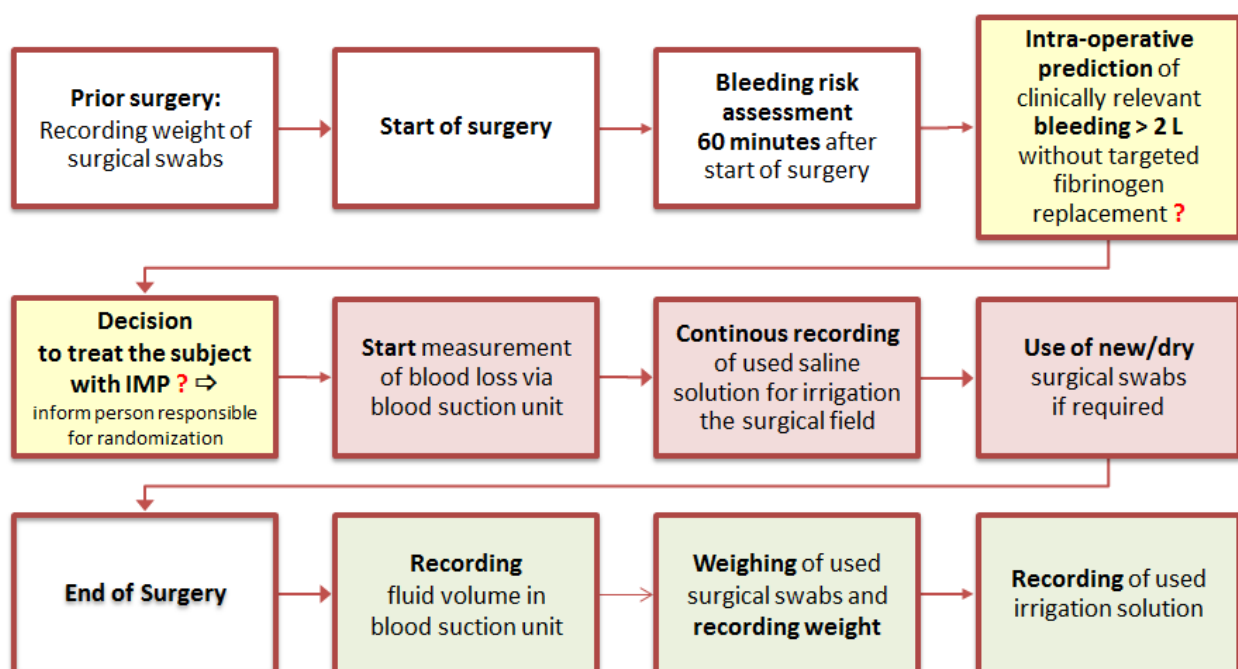 Prior surgery:
Recording weight of
surgical swabs
Start of surgery
Bleeding risk
assessment
60 minutes after
start of surgery
Intra-operative
prediction of
clinically relevant
bleeding > 2 L
without targeted
fibrinogen
replacement ?
Decision
to treat the subject
with IMP ? ⇨
inform person responsible
for randomization
Start measurement
of blood loss via
blood suction unit
Continous recording
of used saline
solution for irrigation
the surgical field
Use of new/dry
surgical swabs
if required
End of Surgery
Recording
fluid volume in
blood suction unit
Weighing of used
surgical swabs and
recording weight
Recording of used
irrigation solution